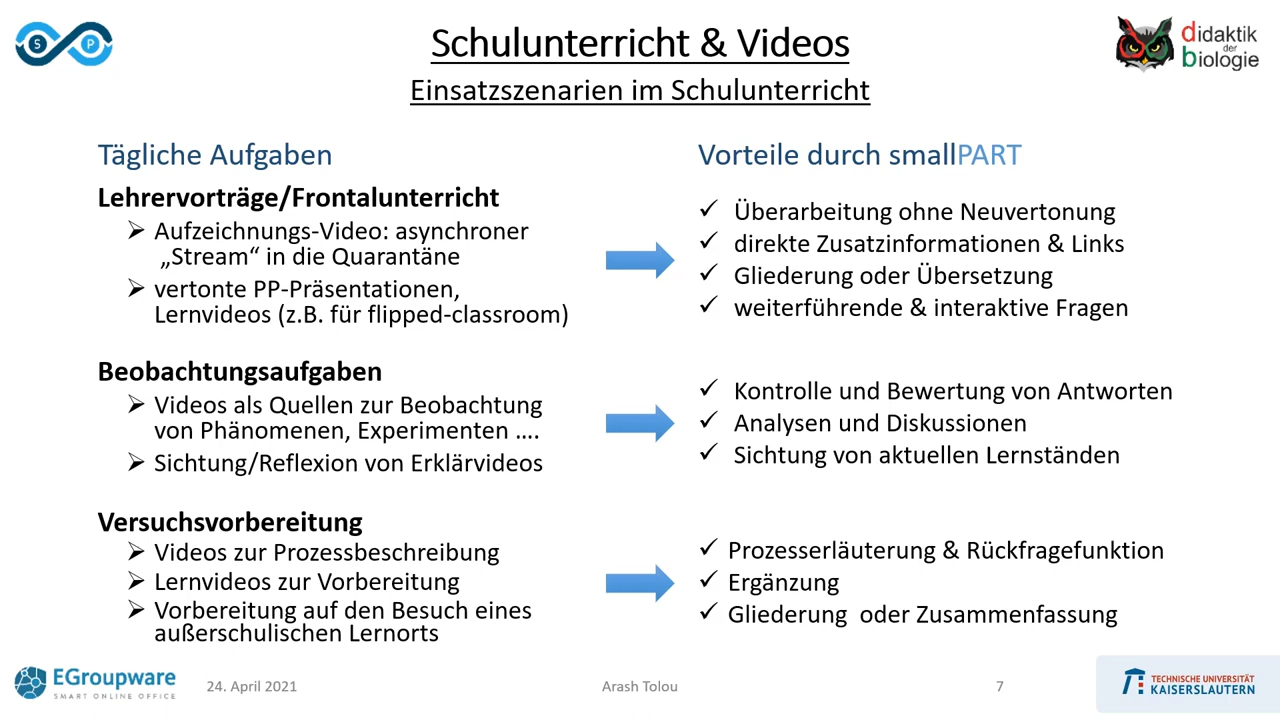 S P
Schulunterricht & Videos
didaktik
der
biologie
Einsatzszenarien im Schulunterricht
Tägliche Aufgaben
Lehrervorträge/Frontalunterricht
Aufzeichnungs-Video: asynchroner
„Stream“ in die Quarantäne
vertonte PP-Präsentationen,
Lernvideos (z.B. für flipped-classroom)
Beobachtungsaufgaben
Videos als Quellen zur Beobachtung
von Phänomenen, Experimenten ....
Sichtung/Reflexion von Erklärvideos
Versuchsvorbereitung
Videos zur Prozessbeschreibung
Lernvideos zur Vorbereitung
Vorbereitung auf den Besuch eines
außerschulischen Lernorts
Vorteile durch smallPART
Überarbeitung ohne Neuvertonung
direkte Zusatzinformationen & Links
Gliederung oder Übersetzung
weiterführende & interaktive Fragen
Kontrolle und Bewertung von Antworten
Analysen und Diskussionen
Sichtung von aktuellen Lernständen
Prozesserläuterung & Rückfragefunktion
Ergänzung
Gliederung oder Zusammenfassung
EGroupware
SMART ONLINE OFFICE
24. April 2021
Arash Tolou
7
TECHNISCHE UNIVERSITÄT
KAISERSLAUTERN